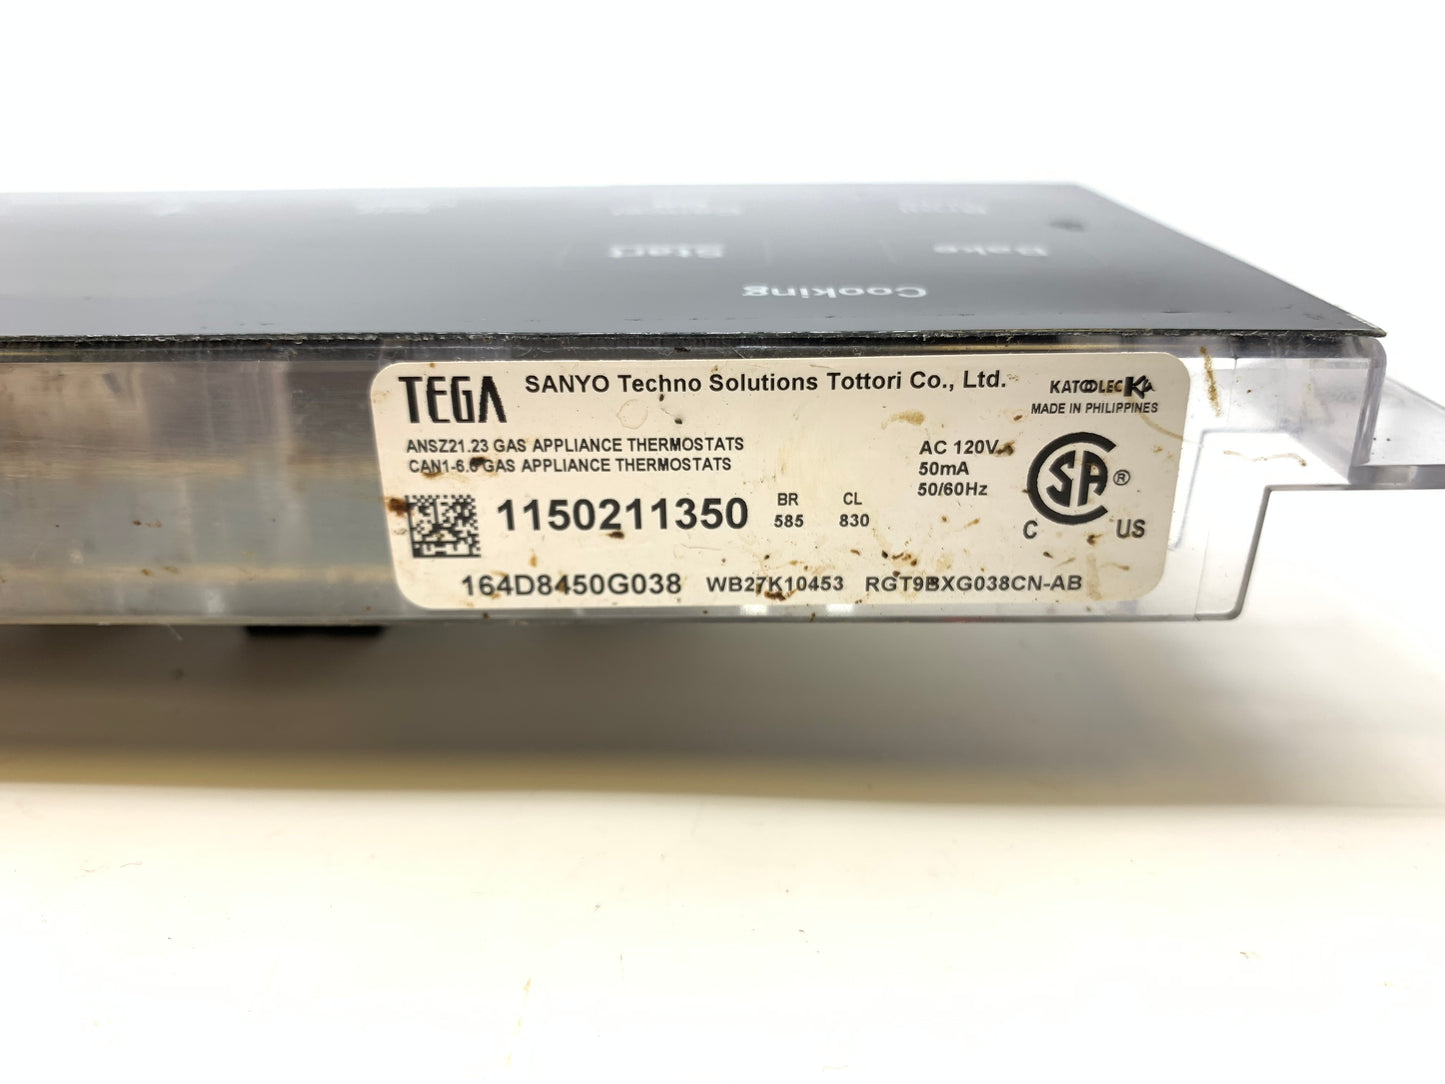 Start
Bake
Cooking
TEGA SANYO Techno Solutions Tottori Co., Ltd.
MADE IN PHILIPPINES
ANSZ21.23 GAS APPLIANCE THERMOSTATS
CAN1-6.6 GAS APPLIANCE THERMOSTATS
AC 120V
50mA
50/60Hz
1150211350
BR
585
CL
830
SA ®
C US
164D8450G038 WB27K10453 RGT9BXG038CN-AB